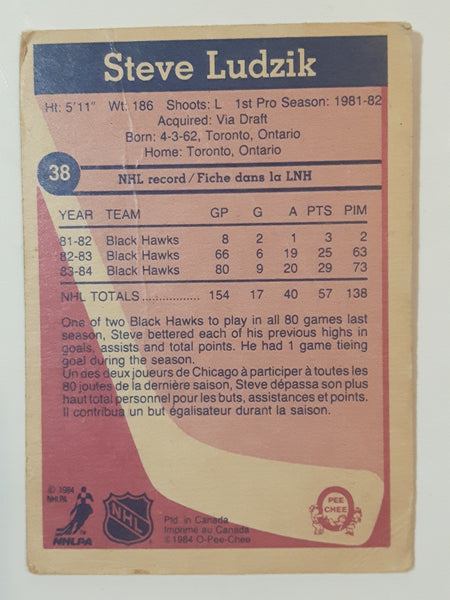 Steve Ludzik
Ht: 5'11" Wt: 186 Shoots: L 1st Pro Season: 1981-82
Acquired: Via Draft
Born: 4-3-62, Toronto, Ontario
Home: Toronto, Ontario
38 NHL record/Fiche dans la LNH
YEAR TEAM GP G A PTS PIM
81-82 Black Hawks 8 2 1 3 2
82-83 Black Hawks 66 6 19 25 63
83-84 Black Hawks 80 9 20 29 73
NHL TOTALS.................. 154 17 40 57 138
One of two Black Hawks to play in all 80 games last
season, Steve bettered each of his previous highs in
goals, assists and total points. He had 1 game tieing
goal during the season.
Un des deux joueurs de Chicago à participer à toutes les
80 joutes de la dernière saison, Steve dépassa son plus
haut total personnel pour les buts, assistances et points.
Il contribua un but égalisateur durant la saison.
© 1984
NHLPA
NHLPA
NHL
Ptd. in Canada
Imprimé au Canada
©1984 O-Pee-Chee
O
PEE
CHEE